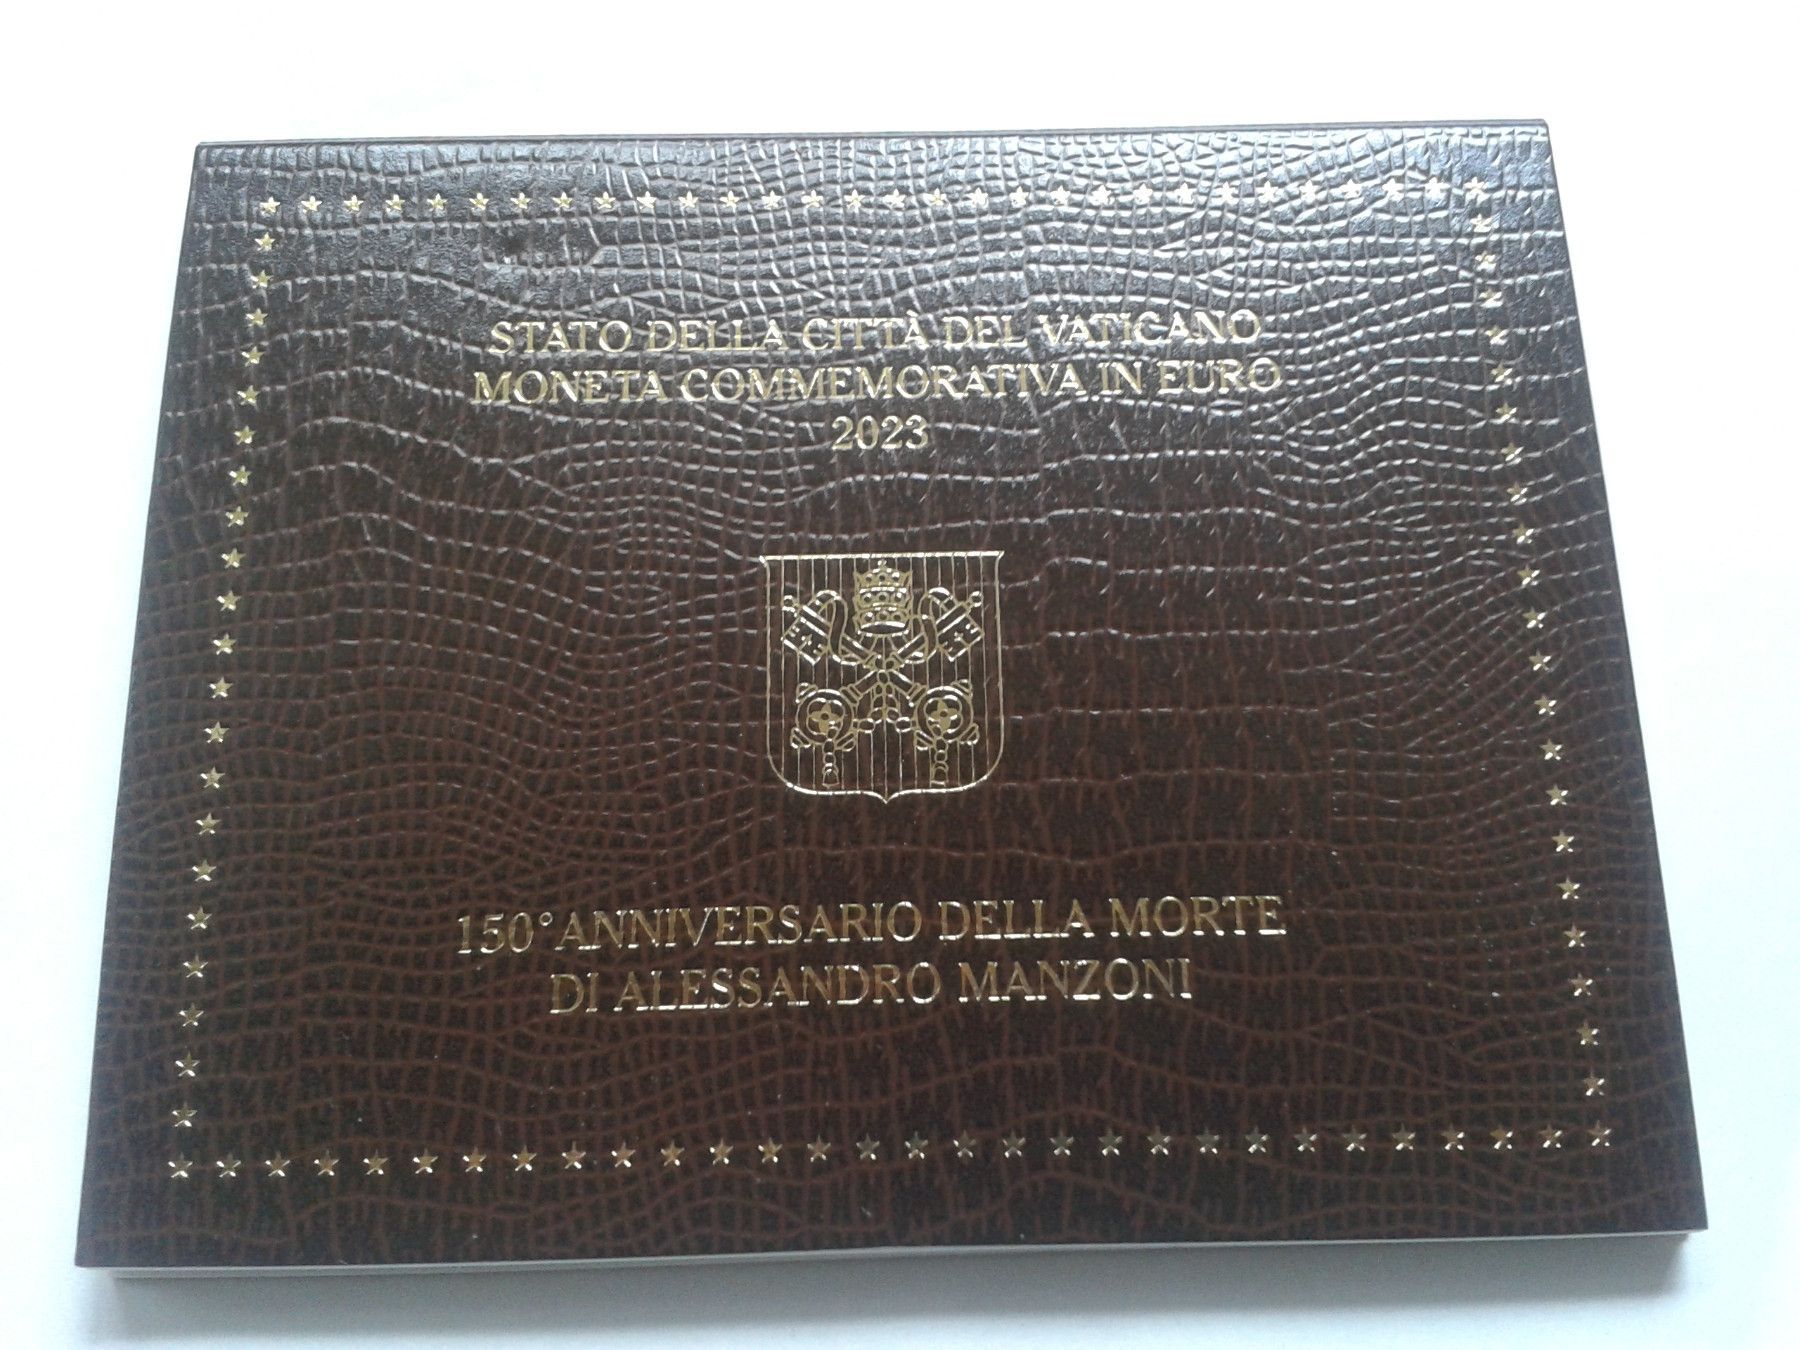 STATO DELLA CITTÀ DEL VATICANO
MONETA COMMEMORATIVA IN EURO
2023
150° ANNIVERSARIO DELLA MORTE
DI ALESSANDRO MANZONI